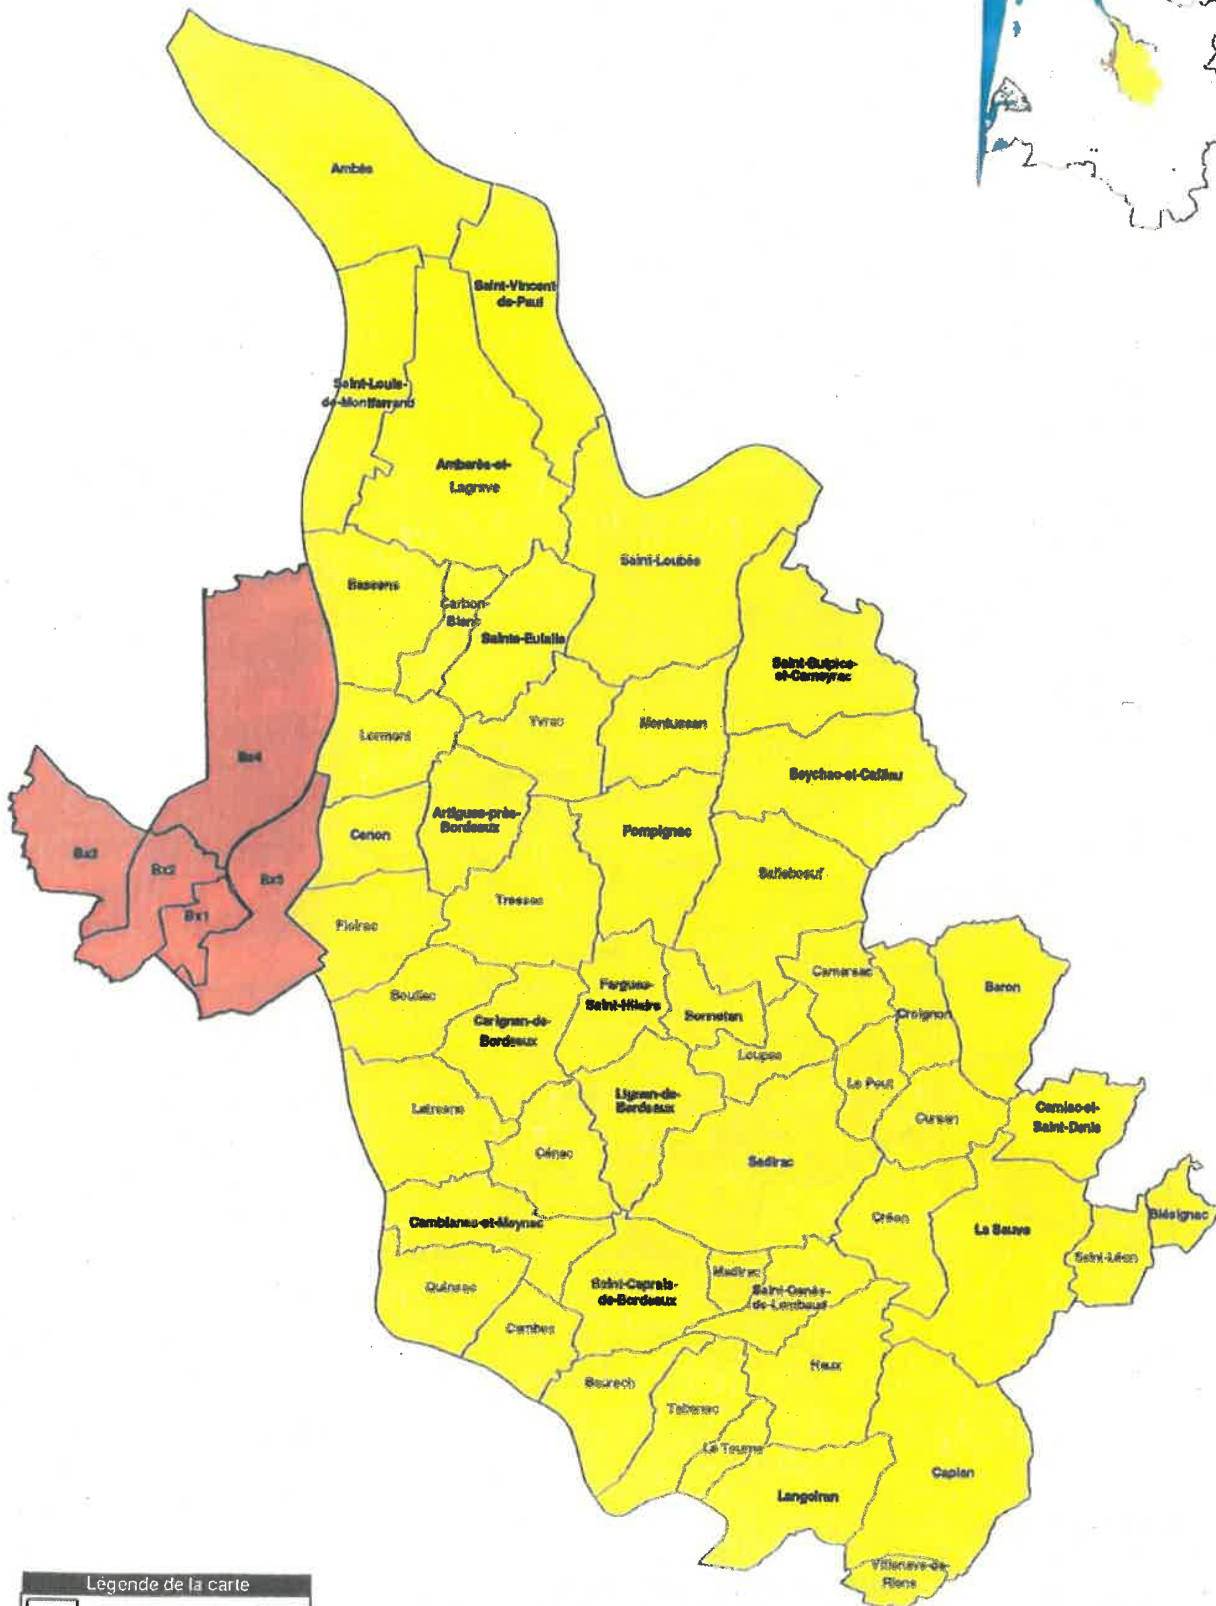 Ambès
Saint-Vincent-
de-Paul
Saint-Louis-
de-Montferrand
Ambarès-et-
Lagrave
Saint-Loubès
Bassens
Carbon-
Blanc
Sainte-Eulalie
Saint-Sulpice-
et-Cameyrac
Lormont
Yvrac
Montussan
Bx4
Beychac-et-Caillau
Artigues-près-
Bordeaux
Cenon
Pompignac
Bx3
Bx2
Bx5
Salleboeuf
Bx1
Tresses
Floirac
Camarsac
Baron
Bouliac
Fargues-
Saint-Hilaire
Bonnetan
Croignon
Carignan-de-
Bordeaux
Loupes
Le Pout
Latresne
Lignan-de-
Bordeaux
Cursan
Camiac-et-
Saint-Denis
Cénac
Sadirac
Camblanes-et-Meynac
Créon
La Sauve
Blésignac
Saint-Léon
Quinsac
Saint-Caprais-
de-Bordeaux
Madirac
Saint-Genès-
de-Lombaud
Cambes
Haux
Baurech
Tabanac
Le Tourne
Capian
Langoiran
Villenave-de-
Rions
Légende de la carte